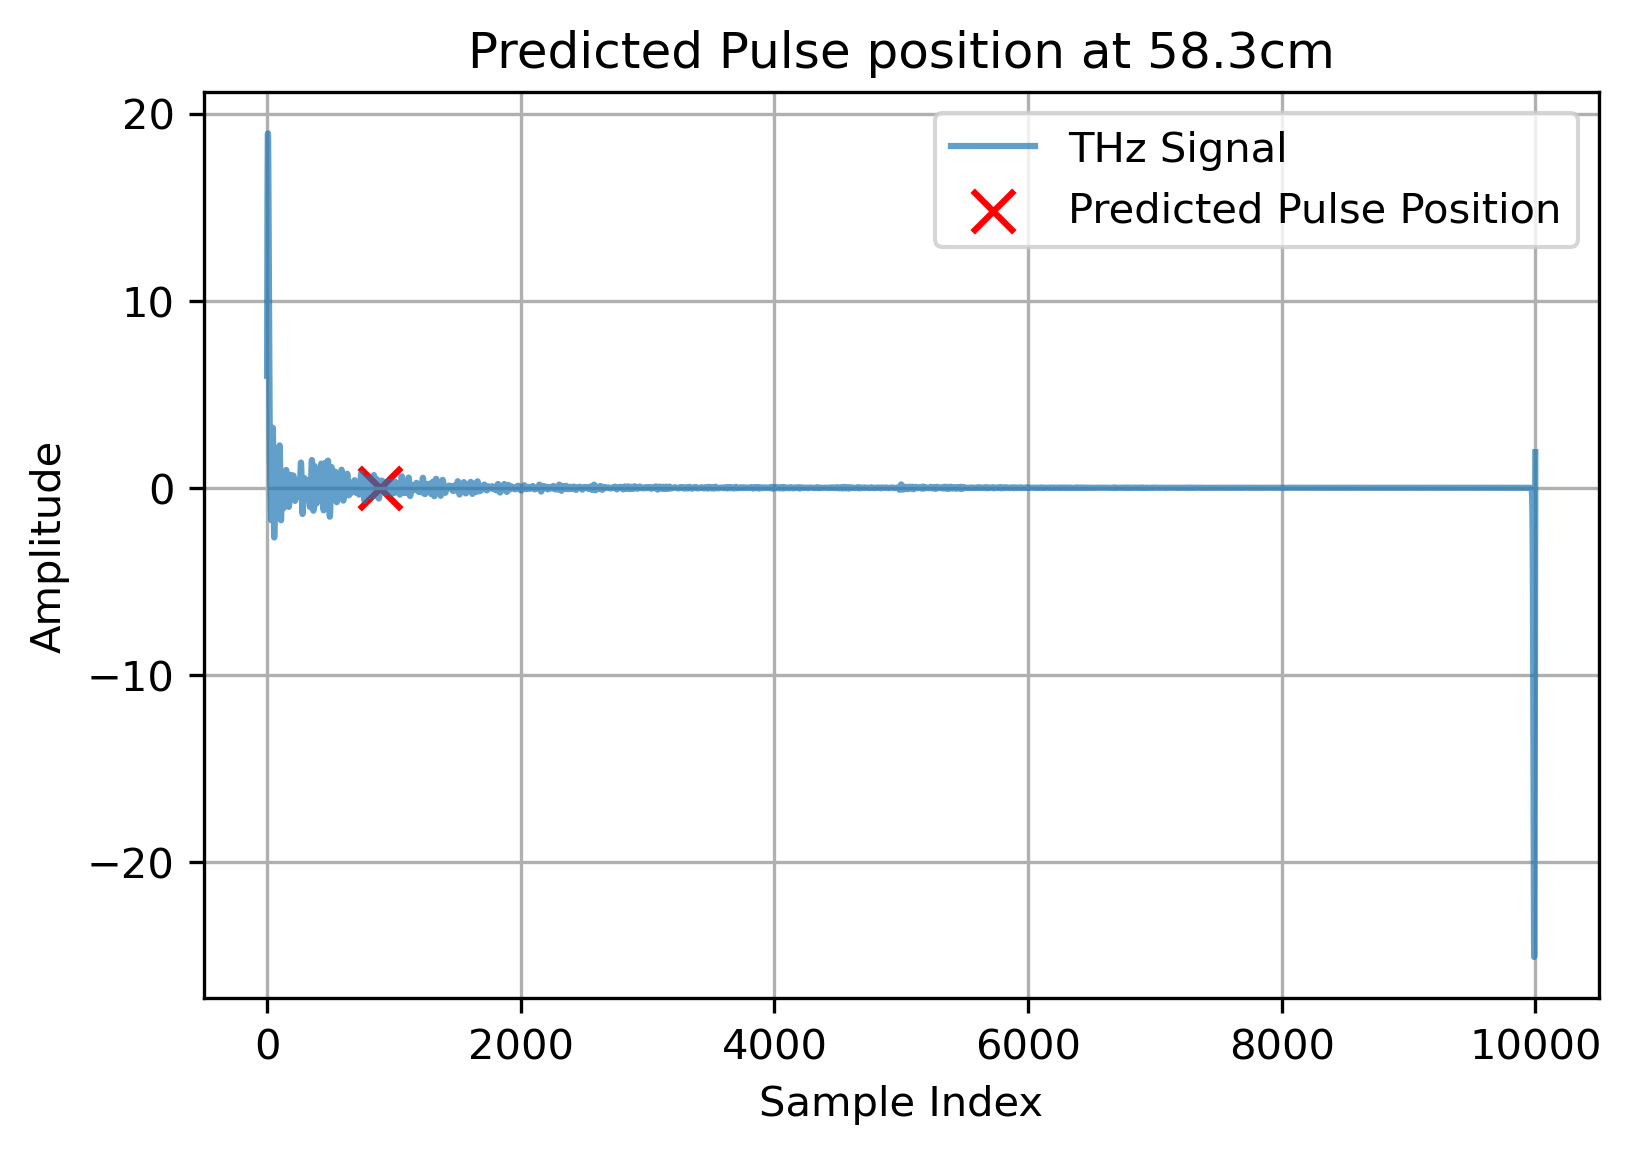 Predicted Pulse position at 58.3cm
THz Signal
Predicted Pulse Position
20
10
0
−10
−20
Amplitude
0 2000 4000 6000 8000 10000
Sample Index